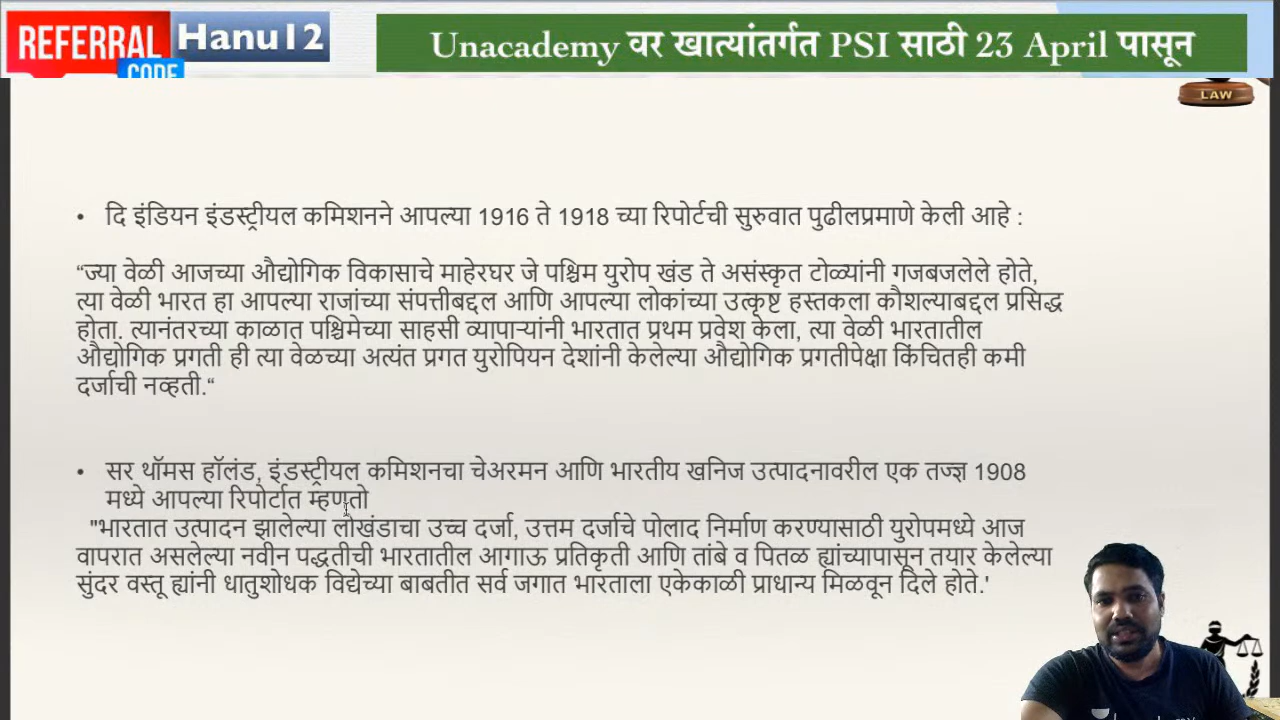 REFERRAL
CODE
Hanu12
Unacademy वर खात्यांतर्गत PSI साठी 23 April पासून
LAW
• दि इंडियन इंडस्ट्रीयल कमिशनने आपल्या 1916 ते 1918 च्या रिपोर्टची सुरुवात पुढीलप्रमाणे केली आहे :
“ज्या वेळी आजच्या औद्योगिक विकासाचे माहेरघर जे पश्चिम युरोप खंड ते असंस्कृत टोळ्यांनी गजबजलेले होते,
त्या वेळी भारत हा आपल्या राजांच्या संपत्तीबद्दल आणि आपल्या लोकांच्या उत्कृष्ट हस्तकला कौशल्याबद्दल प्रसिद्ध
होता. त्यानंतरच्या काळात पश्चिमेच्या साहसी व्यापाऱ्यांनी भारतात प्रथम प्रवेश केला, त्या वेळी भारतातील
औद्योगिक प्रगती ही त्या वेळच्या अत्यंत प्रगत युरोपियन देशांनी केलेल्या औद्योगिक प्रगतीपेक्षा किंचितही कमी
दर्जाची नव्हती.“
• सर थॉमस हॉलंड, इंडस्ट्रीयल कमिशनचा चेअरमन आणि भारतीय खनिज उत्पादनावरील एक तज्ज्ञ 1908
मध्ये आपल्या रिपोर्टात म्हणतो
"भारतात उत्पादन झालेल्या लोखंडाचा उच्च दर्जा, उत्तम दर्जाचे पोलाद निर्माण करण्यासाठी युरोपमध्ये आज
वापरात असलेल्या नवीन पद्धतीची भारतातील आगाऊ प्रतिकृती आणि तांबे व पितळ ह्यांच्यापासून तयार केलेल्या
सुंदर वस्तू ह्यांनी धातुशोधक विद्येच्या बाबतीत सर्व जगात भारताला एकेकाळी प्राधान्य मिळवून दिले होते.'